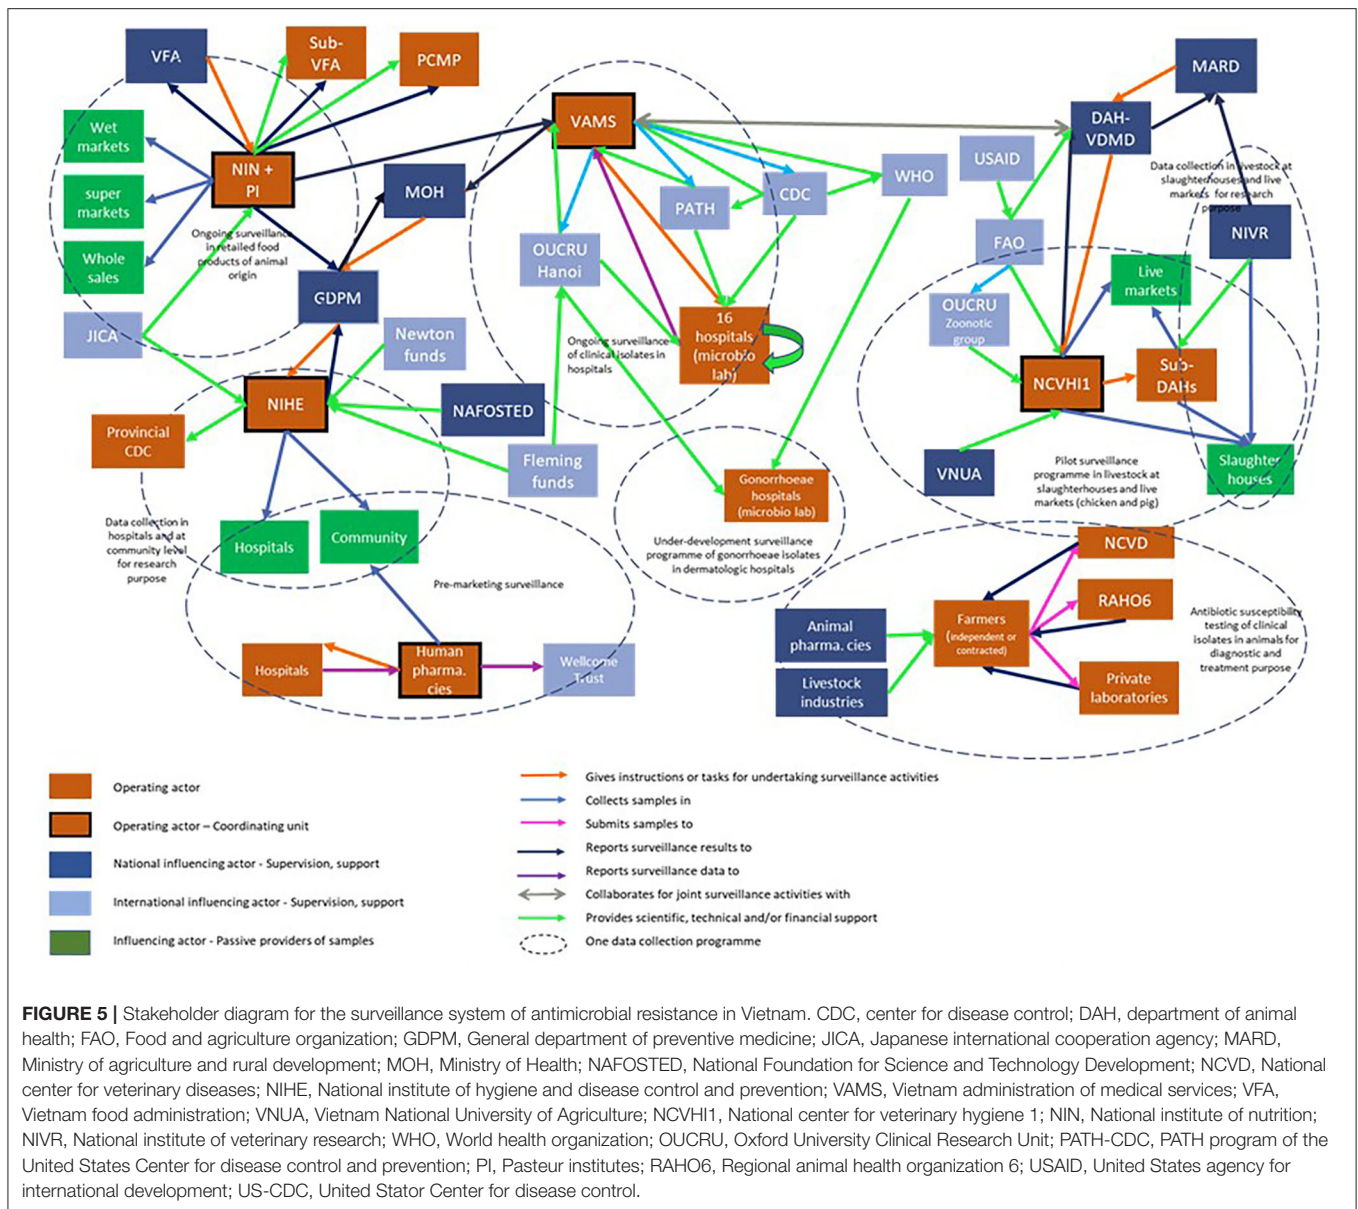 VFA
Sub-
VFA
PCMP
Wet
markets
super
markets
Whole
sales
NIN +
PI
MOH
Ongoing surveillance
in retailed food
products of animal
origin
JICA
GDPM
Newton
funds
NIHE
NAFOSTED
Provincial
CDC
Fleming
funds
Data collection in
hospitals and at
community level
for research
purpose
Hospitals
Community
Pre-marketing surveillance
Hospitals
Human
pharma.
cies
Wellcome
Trust
VAMS
PATH
CDC
WHO
OUCRU
Hanoi
Ongoing surveillance
of clinical isolates in
hospitals
16
hospitals
(microbio
lab)
Gonorrhoeae
hospitals
(microbio lab)
Under-development surveillance
programme of gonorrhoeae isolates
in dermatologic hospitals
MARD
DAH-
VDMD
USAID
Data collection in livestock at
slaughterhouses and live
markets for research
purpose
FAO
NIVR
Live
markets
OUCRU
Zoonotic
group
NCVHI1
Sub-
DAHs
VNUA
Pilot surveillance
programme in livestock at
slaughterhouses and live
markets (chicken and pig)
Slaughter
houses
NCVD
RAHO6
Farmers
(independent or
contracted)
Animal
pharma. cies
Livestock
industries
Private
laboratories
Antibiotic susceptibility
testing of clinical
isolates in animals for
diagnostic and
treatment purpose
Operating actor
Operating actor – Coordinating unit
National influencing actor - Supervision, support
International influencing actor - Supervision, support
Influencing actor - Passive providers of samples
Gives instructions or tasks for undertaking surveillance activities
Collects samples in
Submits samples to
Reports surveillance results to
Reports surveillance data to
Collaborates for joint surveillance activities with
Provides scientific, technical and/or financial support
One data collection programme
FIGURE 5 | Stakeholder diagram for the surveillance system of antimicrobial resistance in Vietnam. CDC, center for disease control; DAH, department of animal
health; FAO, Food and agriculture organization; GDPM, General department of preventive medicine; JICA, Japanese international cooperation agency; MARD,
Ministry of agriculture and rural development; MOH, Ministry of Health; NAFOSTED, National Foundation for Science and Technology Development; NCVD, National
center for veterinary diseases; NIHE, National institute of hygiene and disease control and prevention; VAMS, Vietnam administration of medical services; VFA,
Vietnam food administration; VNUA, Vietnam National University of Agriculture; NCVHI1, National center for veterinary hygiene 1; NIN, National institute of nutrition;
NIVR, National institute of veterinary research; WHO, World health organization; OUCRU, Oxford University Clinical Research Unit; PATH-CDC, PATH program of the
United States Center for disease control and prevention; PI, Pasteur institutes; RAHO6, Regional animal health organization 6; USAID, United States agency for
international development; US-CDC, United Stator Center for disease control.